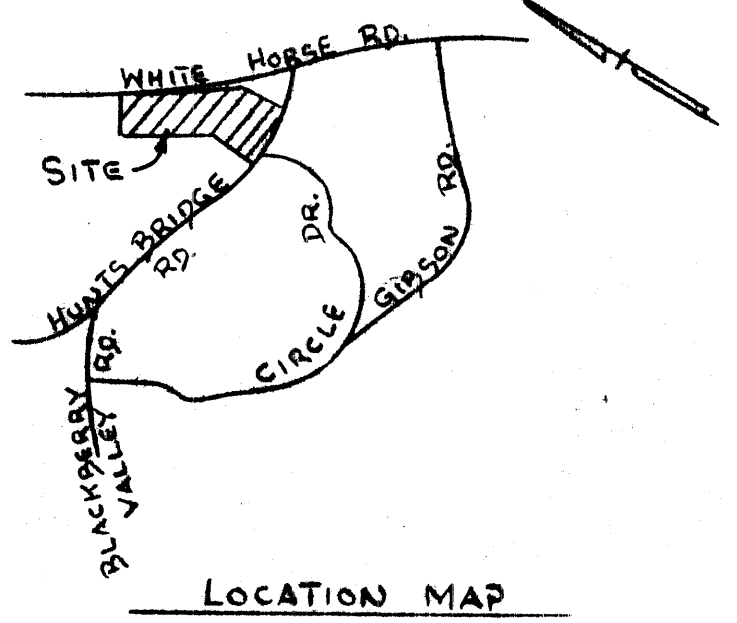 WHITE HORSE RD.
SITE
HUNTS BRIDGE RD.
DR.
CIRCLE
GIBSON RD.
RD.
BLACKBERRY
VALLEY
LOCATION MAP